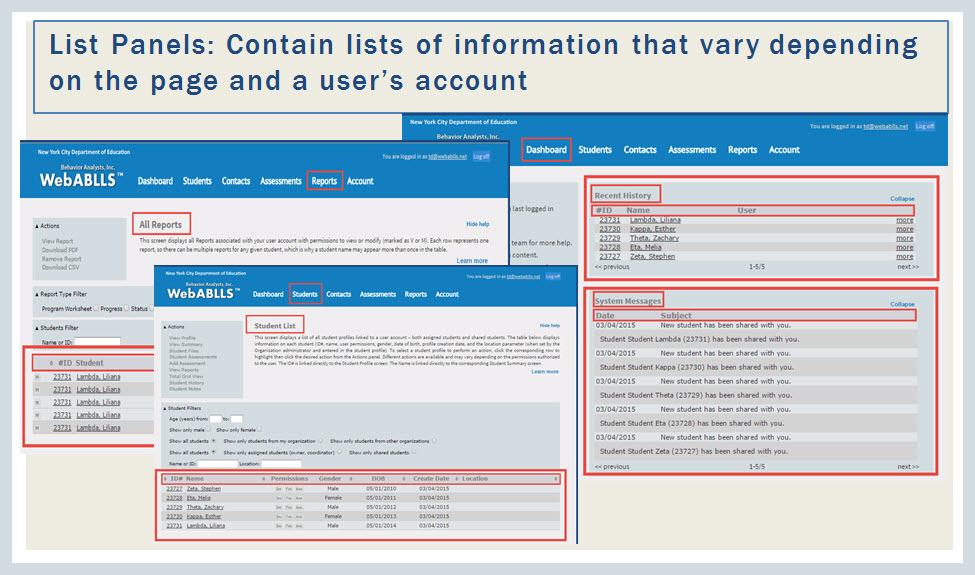 List Panels: Contain lists of information that vary depending
on the page and a user's account
New York City Department of Education
You are logged in as td@webablls.net Log off
Behavior Analysts, Inc.
Dashboard Students Contacts Assessments Reports Account
last logged in
team for more help.
content.
Recent History
Collapse
#ID Name User
23731 Lambda, Liliana more
23730 Kappa, Esther more
23729 Theta, Zachary more
23728 Eta, Melia more
23727 Zeta, Stephen more
<< previous 1-5/5 next >>
System Messages
Collapse
Date Subject
03/04/2015 New student has been shared with you.
Student Student Lambda (23731) has been shared with you.
03/04/2015 New student has been shared with you.
Student Student Kappa (23730) has been shared with you.
03/04/2015 New student has been shared with you.
Student Student Theta (23729) has been shared with you.
03/04/2015 New student has been shared with you.
Student Student Eta (23728) has been shared with you.
03/04/2015 New student has been shared with you.
Student Student Zeta (23727) has been shared with you.
<< previous 1-5/5 next >>
New York City Department of Education
You are logged in as td@webablls.net Log off
Behavior Analysts, Inc.
WebABLLS™
Dashboard Students Contacts Assessments Reports Account
Actions
View Report
Download PDF
Remove Report
Download CSV
All Reports
Hide help
This screen displays all Reports associated with your user account with permissions to view or modify (marked as V or M). Each row represents one
report, so there can be multiple reports for any given student, which is why a student name may appear more than once in the table.
Learn more
Report Type Filter
Program Worksheet Progress Status
Students Filter
Name or ID:
#ID Student
M 23731 Lambda, Liliana
M 23731 Lambda, Liliana
M 23731 Lambda, Liliana
M 23731 Lambda, Liliana
M 23731 Lambda, Liliana
New York City Department of Education
You are logged in as td@webablls.net Log off
Behavior Analysts, Inc.
WebABLLS™
Dashboard Students Contacts Assessments Reports Account
Actions
View Profile
View Summary
Student Files
Student Assessments
Add Assessment
View Reports
Total Grid View
Student History
Student Notes
Student List
Hide help
This screen displays a list of all student profiles linked to a user account – both assigned students and shared students. The table below displays
information on each student (ID#, name, user permissions, gender, date of birth, profile creation date, and the location parameter (when set by the
Organization administrator and entered in the student profile). To select a student profile to perform an action, click the corresponding row to
highlight then click the desired action from the Actions panel. Different actions are available and may vary depending on the permissions authorized
to the user. The ID# is linked directly to the Student Profile screen. The Name is linked directly to the corresponding Student Summary screen.
Learn more
Student Filters
Age (years) from: to:
Show only male Show only female
Show all students Show only students from my organization Show only students from other organizations
Show all students Show only assigned students (owner, coordinator) Show only shared students
Name or ID: Location:
ID# Name Permissions Gender DOB Create Date Location
23727 Zeta, Stephen Male 05/01/2010 03/04/2015
23728 Eta, Melia Female 05/01/2011 03/04/2015
23729 Theta, Zachary Male 05/01/2012 03/04/2015
23730 Kappa, Esther Female 05/01/2013 03/04/2015
23731 Lambda, Liliana Male 05/01/2014 03/04/2015